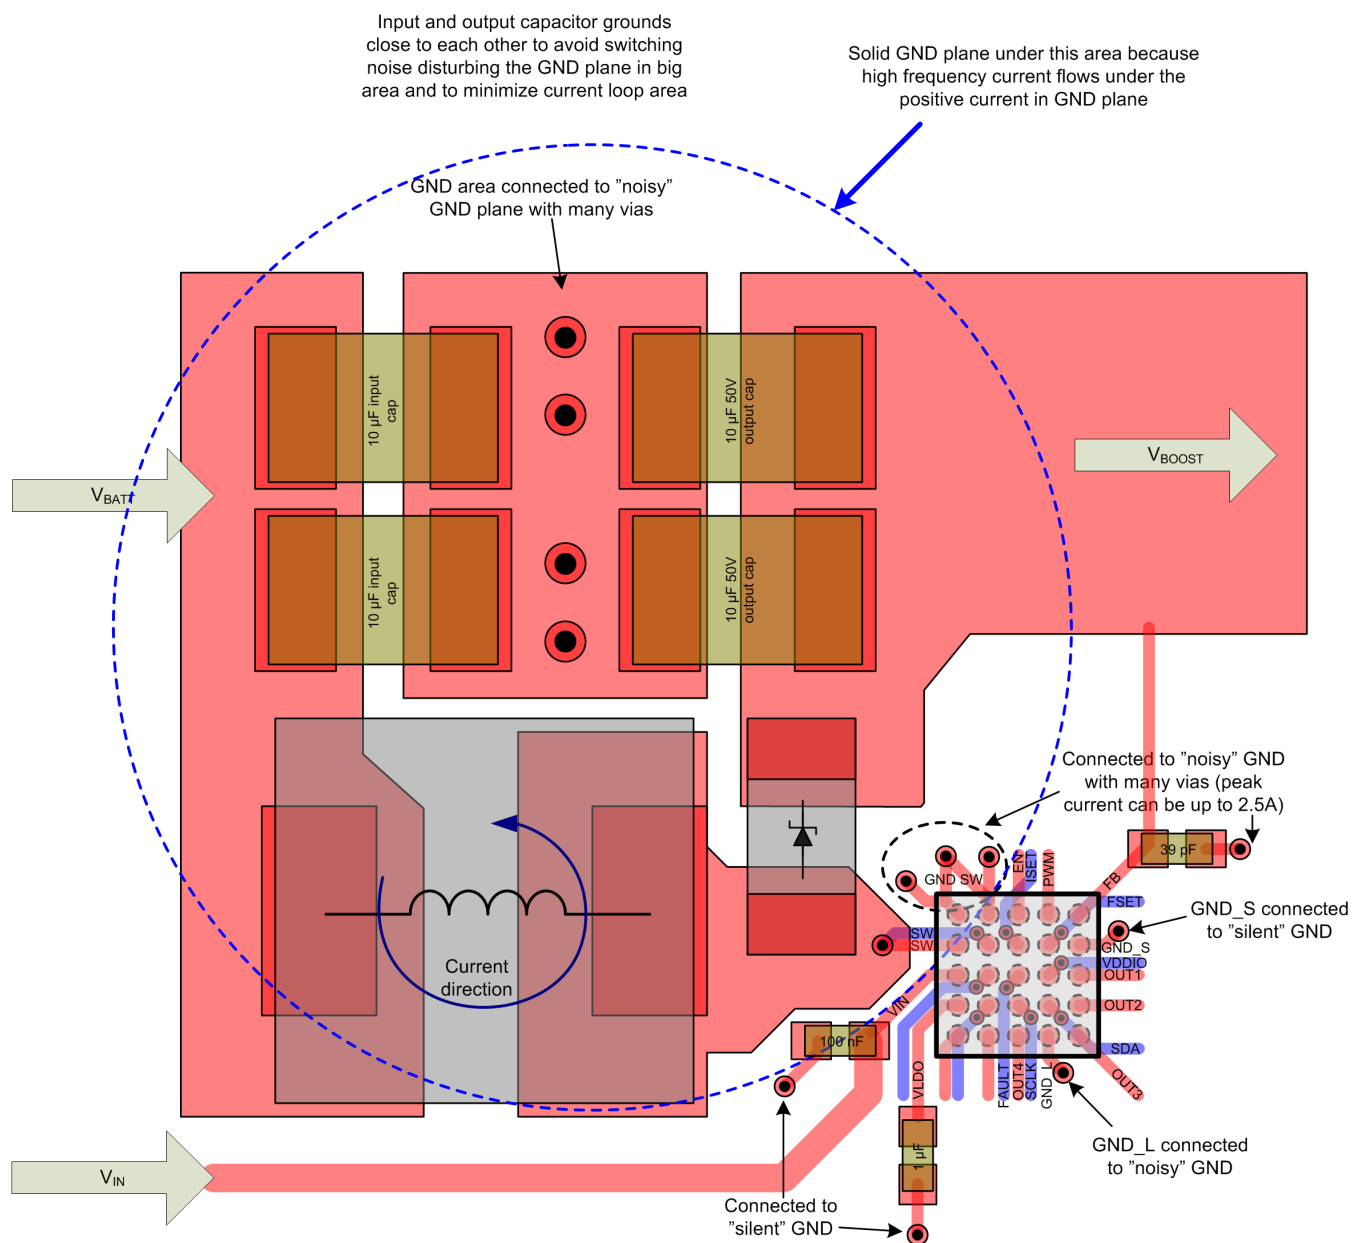 Input and output capacitor grounds
close to each other to avoid switching
noise disturbing the GND plane in big
area and to minimize current loop area
Solid GND plane under this area because
high frequency current flows under the
positive current in GND plane
GND area connected to ”noisy”
GND plane with many vias
10 µF input
cap
10 µF 50V
output cap
VBATT
VBOOST
10 µF input
cap
10 µF 50V
output cap
Connected to ”noisy” GND
with many vias (peak
current can be up to 2.5A)
39 pF
GND SW
EN
ISET
PWM
FB
FSET
GND_S connected
to ”silent” GND
SW
SW
GND_S
VDDIO
OUT1
Current
direction
VIN
OUT2
100 nF
SDA
VLDO
FAULT
OUT4
SCLK
GND_L
OUT3
GND_L connected
to ”noisy” GND
1 µF
VIN
Connected to
”silent” GND